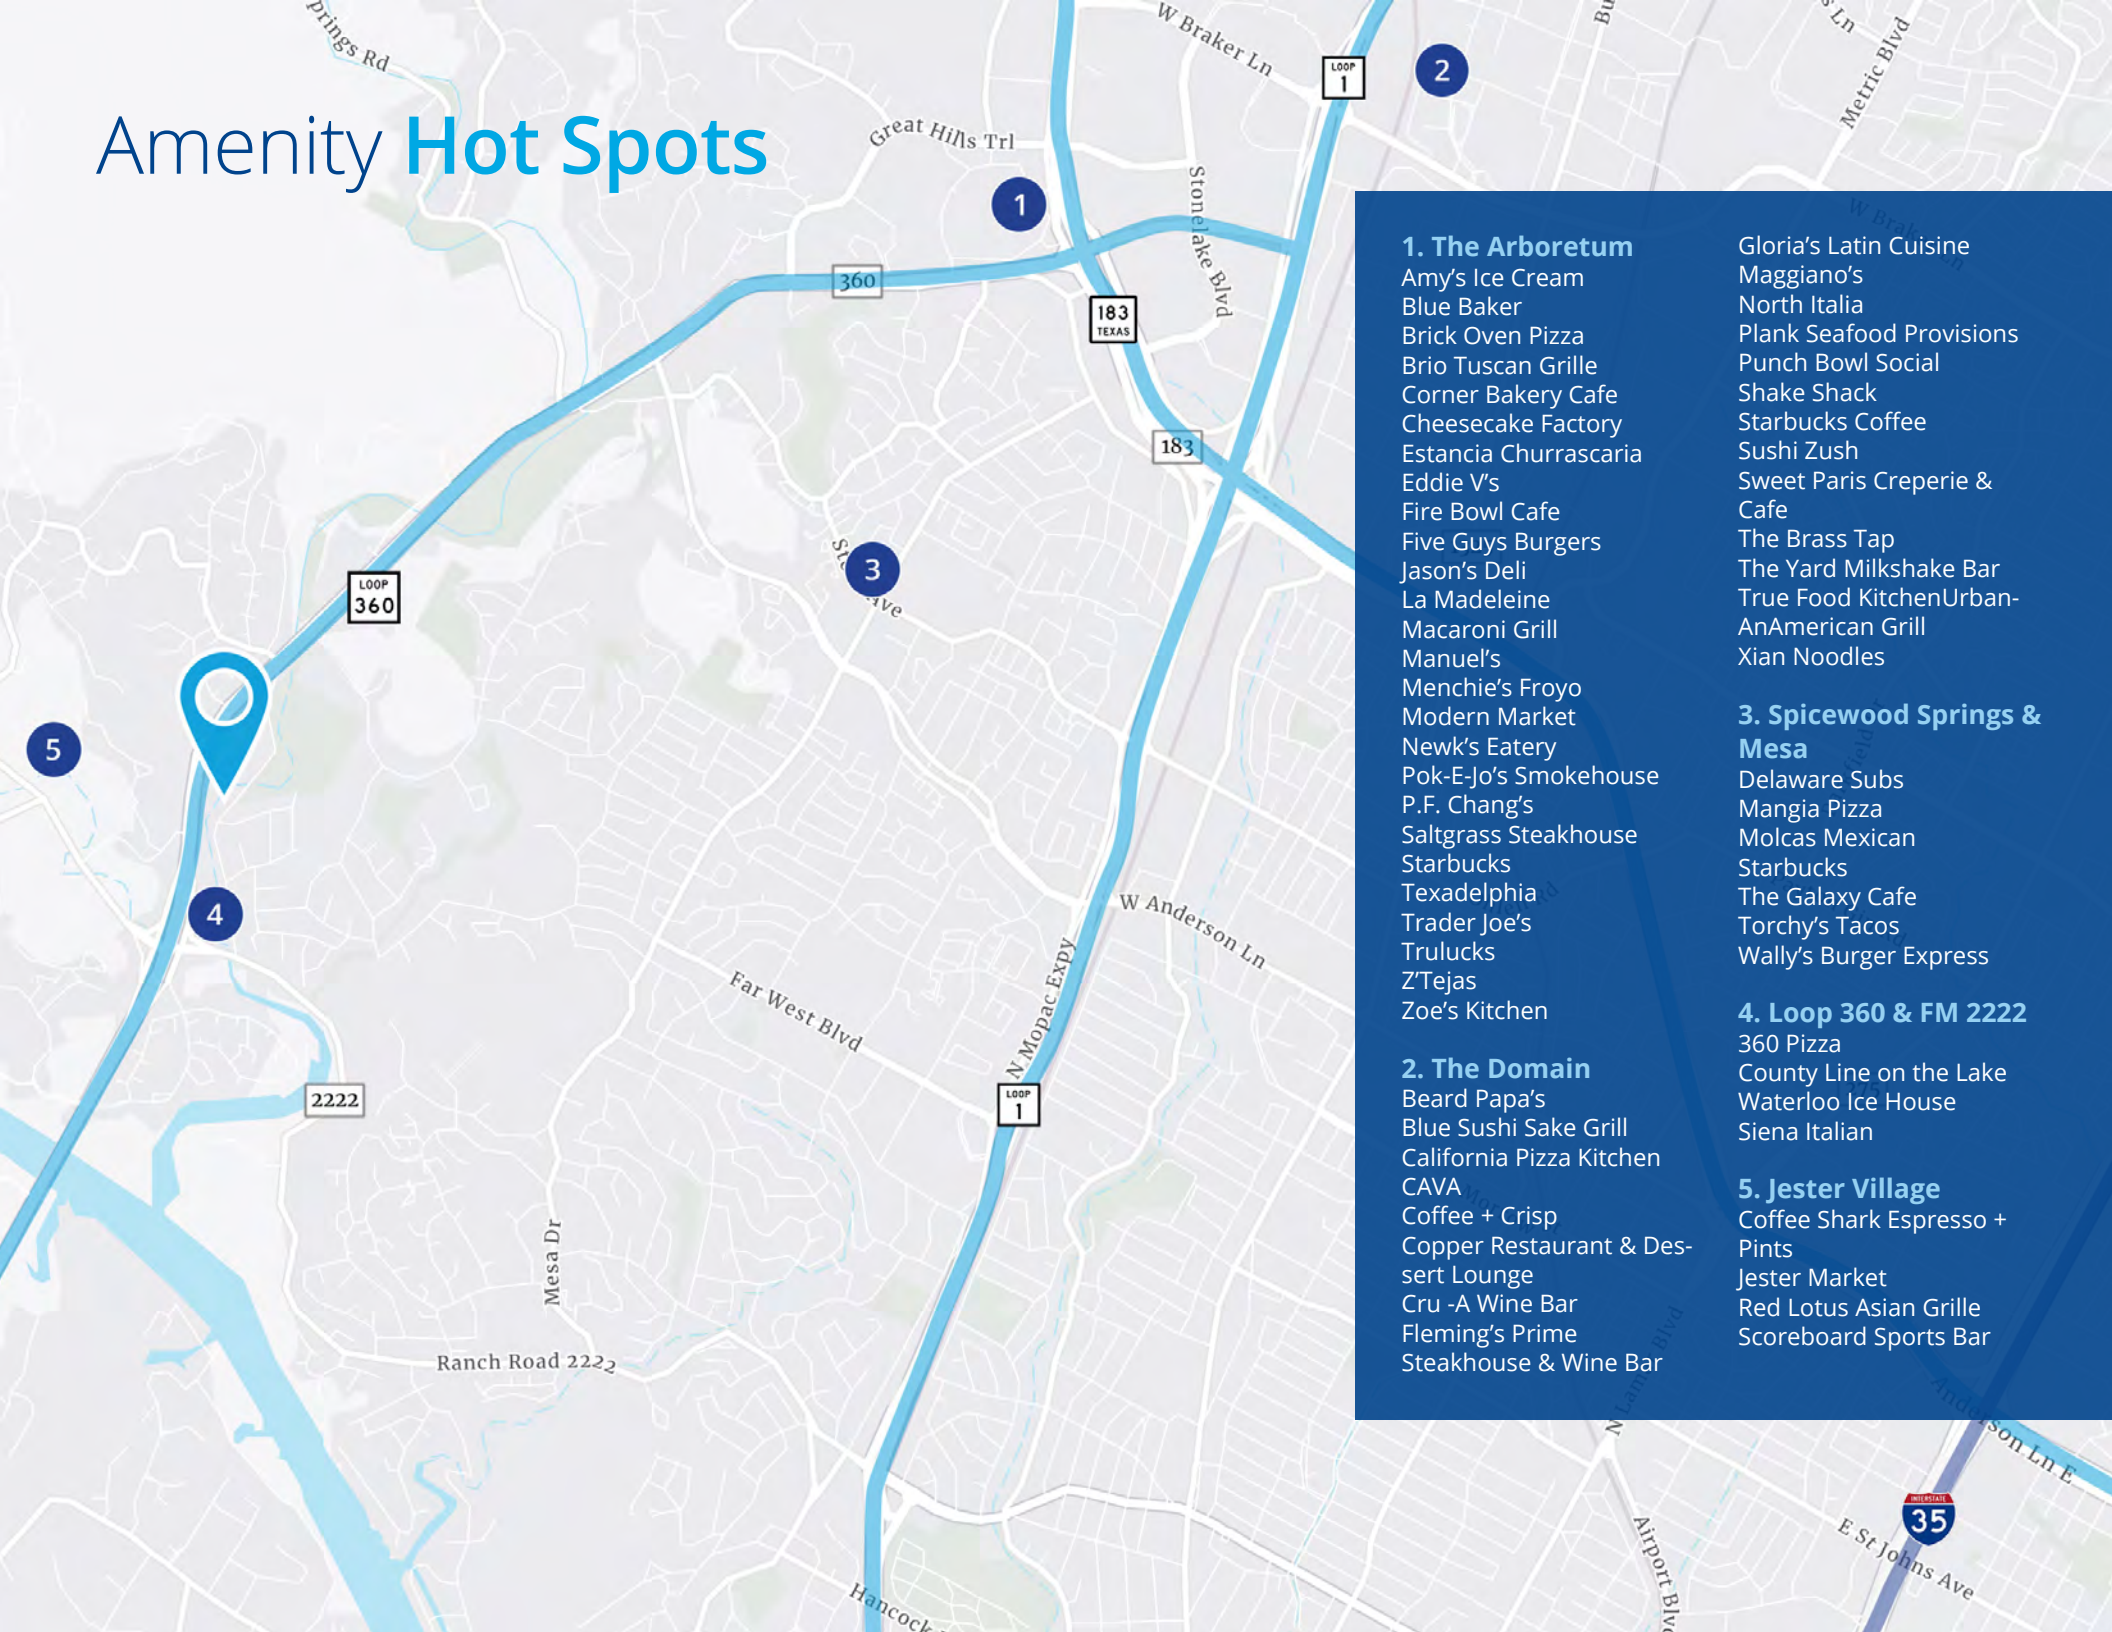 Amenity Hot Spots
prings Rd
W Braker Ln
LOOP
1
2
Metric Blvd
Great Hills Trl
1
Stonelake Blvd
360
183
TEXAS
183
3
Ave
LOOP
360
5
4
W Anderson Ln
Far West Blvd
N Mopac Expy
LOOP
1
2222
Mesa Dr
Ranch Road 2222
Hancock
Airport Blv
E St Johns Ave
INTERSTATE
35
Anderson Ln E
1. The Arboretum
Amy's Ice Cream
Blue Baker
Brick Oven Pizza
Brio Tuscan Grille
Corner Bakery Cafe
Cheesecake Factory
Estancia Churrascaria
Eddie V's
Fire Bowl Cafe
Five Guys Burgers
Jason's Deli
La Madeleine
Macaroni Grill
Manuel's
Menchie's Froyo
Modern Market
Newk's Eatery
Pok-E-Jo's Smokehouse
P.F. Chang's
Saltgrass Steakhouse
Starbucks
Texadelphia
Trader Joe's
Trulucks
Z'Tejas
Zoe's Kitchen
2. The Domain
Beard Papa's
Blue Sushi Sake Grill
California Pizza Kitchen
CAVA
Coffee + Crisp
Copper Restaurant & Des-
sert Lounge
Cru -A Wine Bar
Fleming's Prime
Steakhouse & Wine Bar
Gloria's Latin Cuisine
Maggiano's
North Italia
Plank Seafood Provisions
Punch Bowl Social
Shake Shack
Starbucks Coffee
Sushi Zush
Sweet Paris Creperie &
Cafe
The Brass Tap
The Yard Milkshake Bar
True Food KitchenUrban-
AnAmerican Grill
Xian Noodles
3. Spicewood Springs &
Mesa
Delaware Subs
Mangia Pizza
Molcas Mexican
Starbucks
The Galaxy Cafe
Torchy's Tacos
Wally's Burger Express
4. Loop 360 & FM 2222
360 Pizza
County Line on the Lake
Waterloo Ice House
Siena Italian
5. Jester Village
Coffee Shark Espresso +
Pints
Jester Market
Red Lotus Asian Grille
Scoreboard Sports Bar